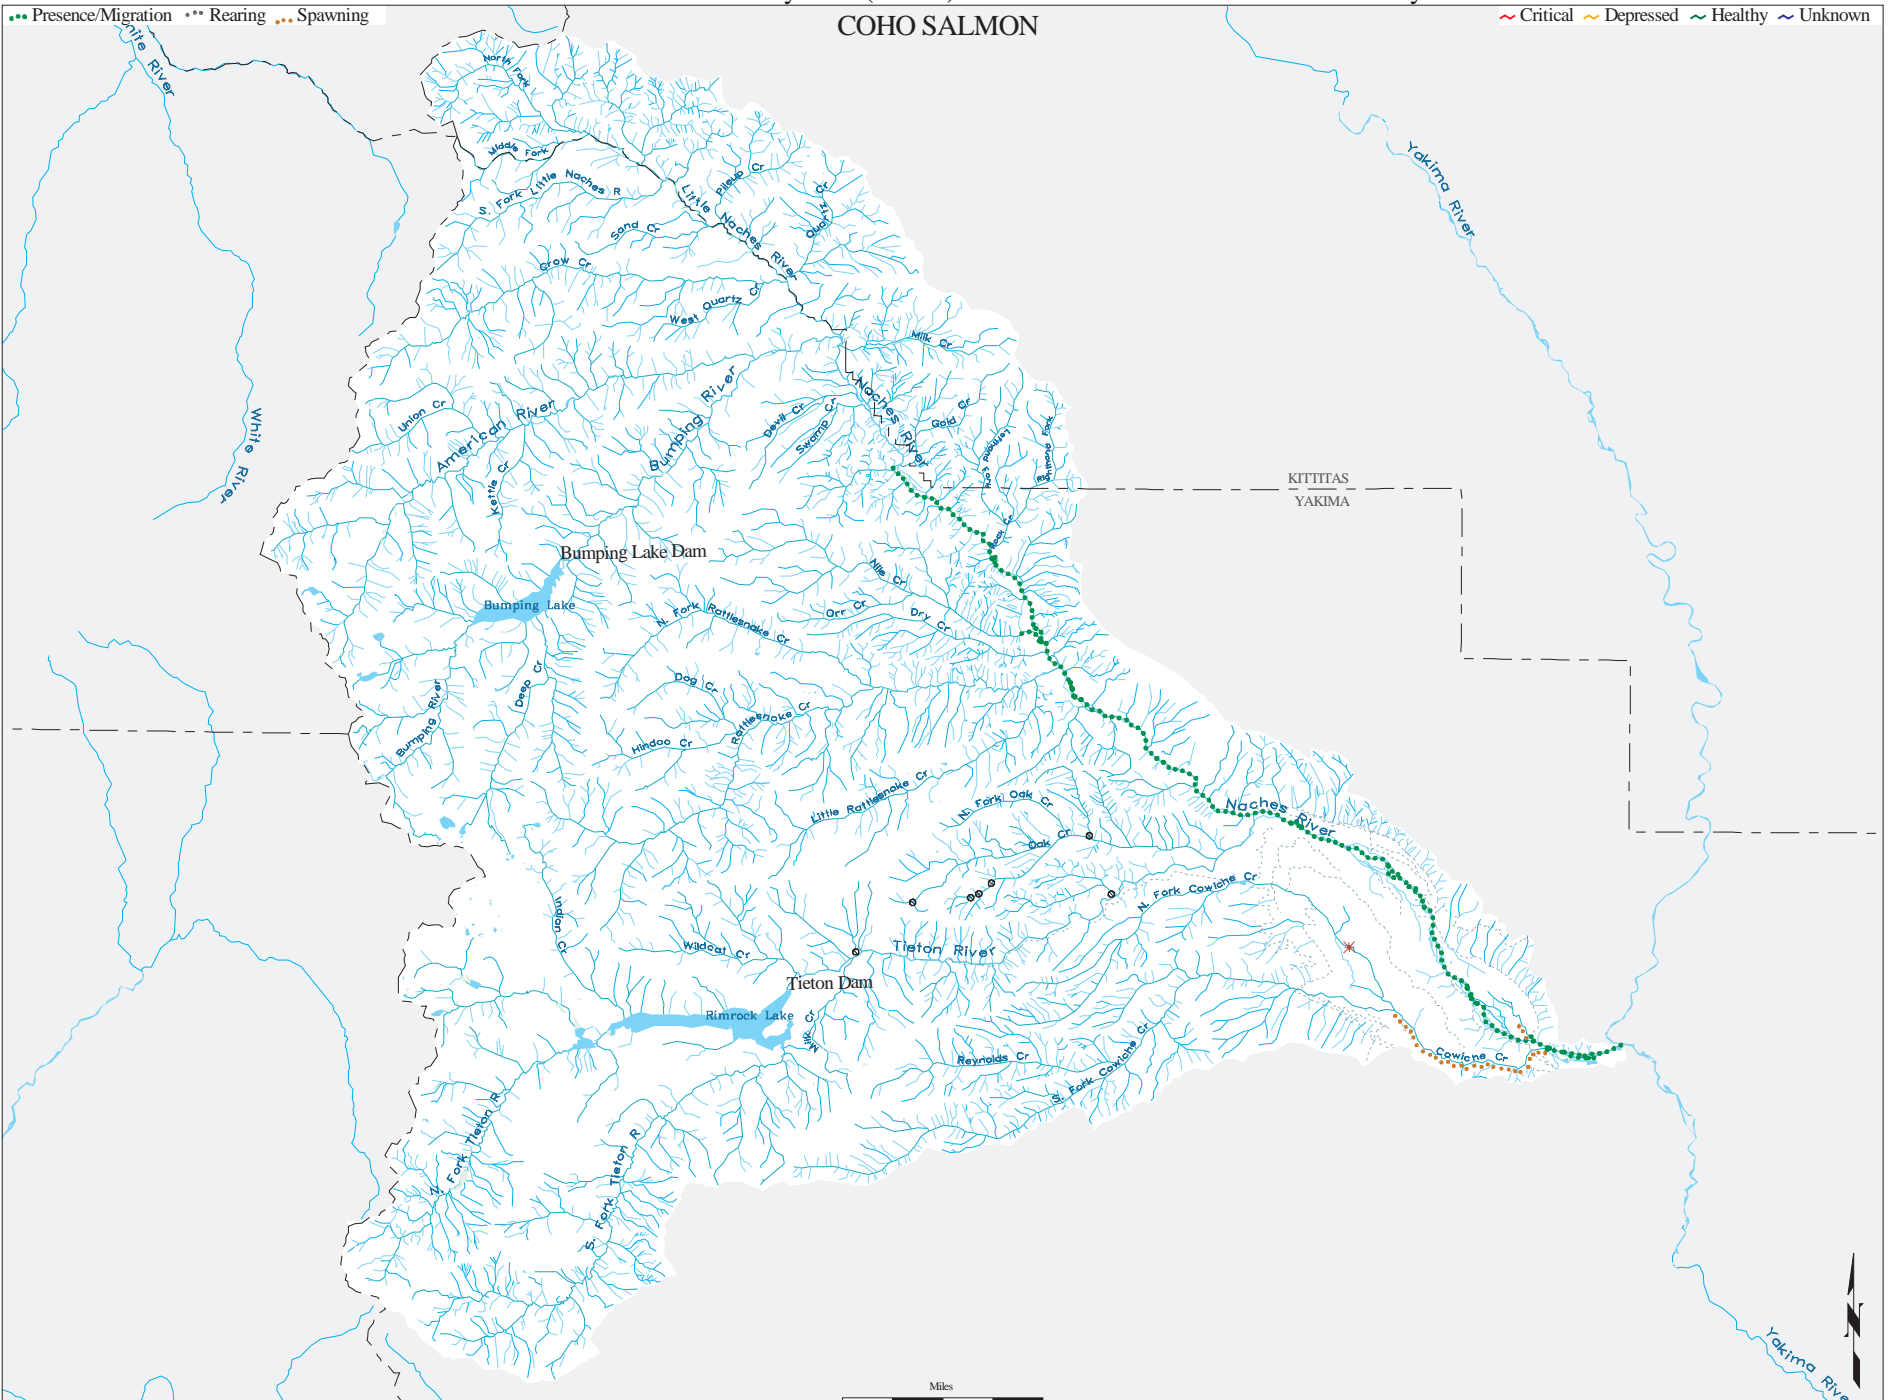 Presence/Migration Rearing Spawning
COHO SALMON
Critical Depressed Healthy Unknown
White River
North Fork
Middle Fork
S. Fork Little Naches R
Little Naches River
Pileup Cr
Quartz Cr
Sand Cr
Crow Cr
West Quartz Cr
Yakima River
Milk Cr
Naches River
Gold Cr
Union Cr
American River
Bumping River
Devil Cr
Swamp Cr
Kettle Cr
White River
KITTITAS
YAKIMA
Rock Cr
Bumping Lake Dam
Bumping Lake
Nile Cr
N. Fork Rattlesnake Cr
Orr Cr
Dry Cr
Deep Cr
Dog Cr
Bumping River
Hindoo Cr
Rattlesnake Cr
Little Rattlesnake Cr
N. Fork Oak Cr
Oak Cr
Naches River
N. Fork Cowiche Cr
Indian Cr
Wildcat Cr
Tieton River
Tieton Dam
Rimrock Lake
Milk Cr
Reynolds Cr
S. Fork Cowiche Cr
Cowiche Cr
N. Fork Tieton R
S. Fork Tieton R
Yakima River
Miles
N